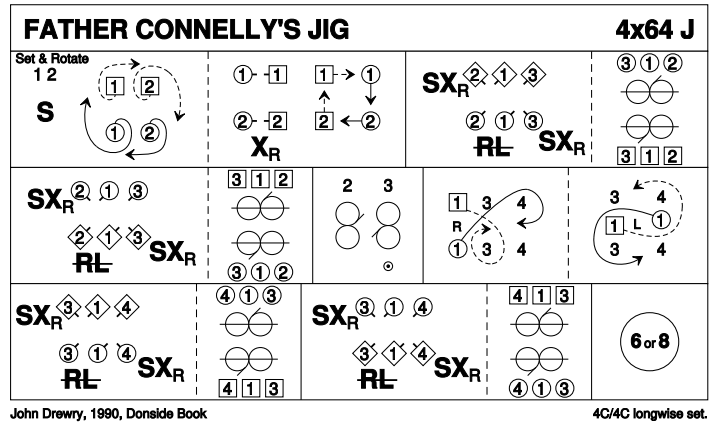 FATHER CONNELLY'S JIG 4x64 J
Set & Rotate
1 2
1 2
S
1 2
1 1 1 1
2 2 2 2
XR
SXR 2 1 3
2 1 3 SXR
RL
3 1 2
3 1 2
SXR 2 1 3
2 1 3 SXR
RL
3 1 2
3 1 2
2 3
1 3 4
R
1 3 4
3 4
1 L 1
3 4
SXR 3 1 4
3 1 4 SXR
RL
4 1 3
4 1 3
SXR 3 1 4
3 1 4 SXR
RL
4 1 3
4 1 3
6 or 8
John Drewry, 1990, Donside Book 4C/4C longwise set.